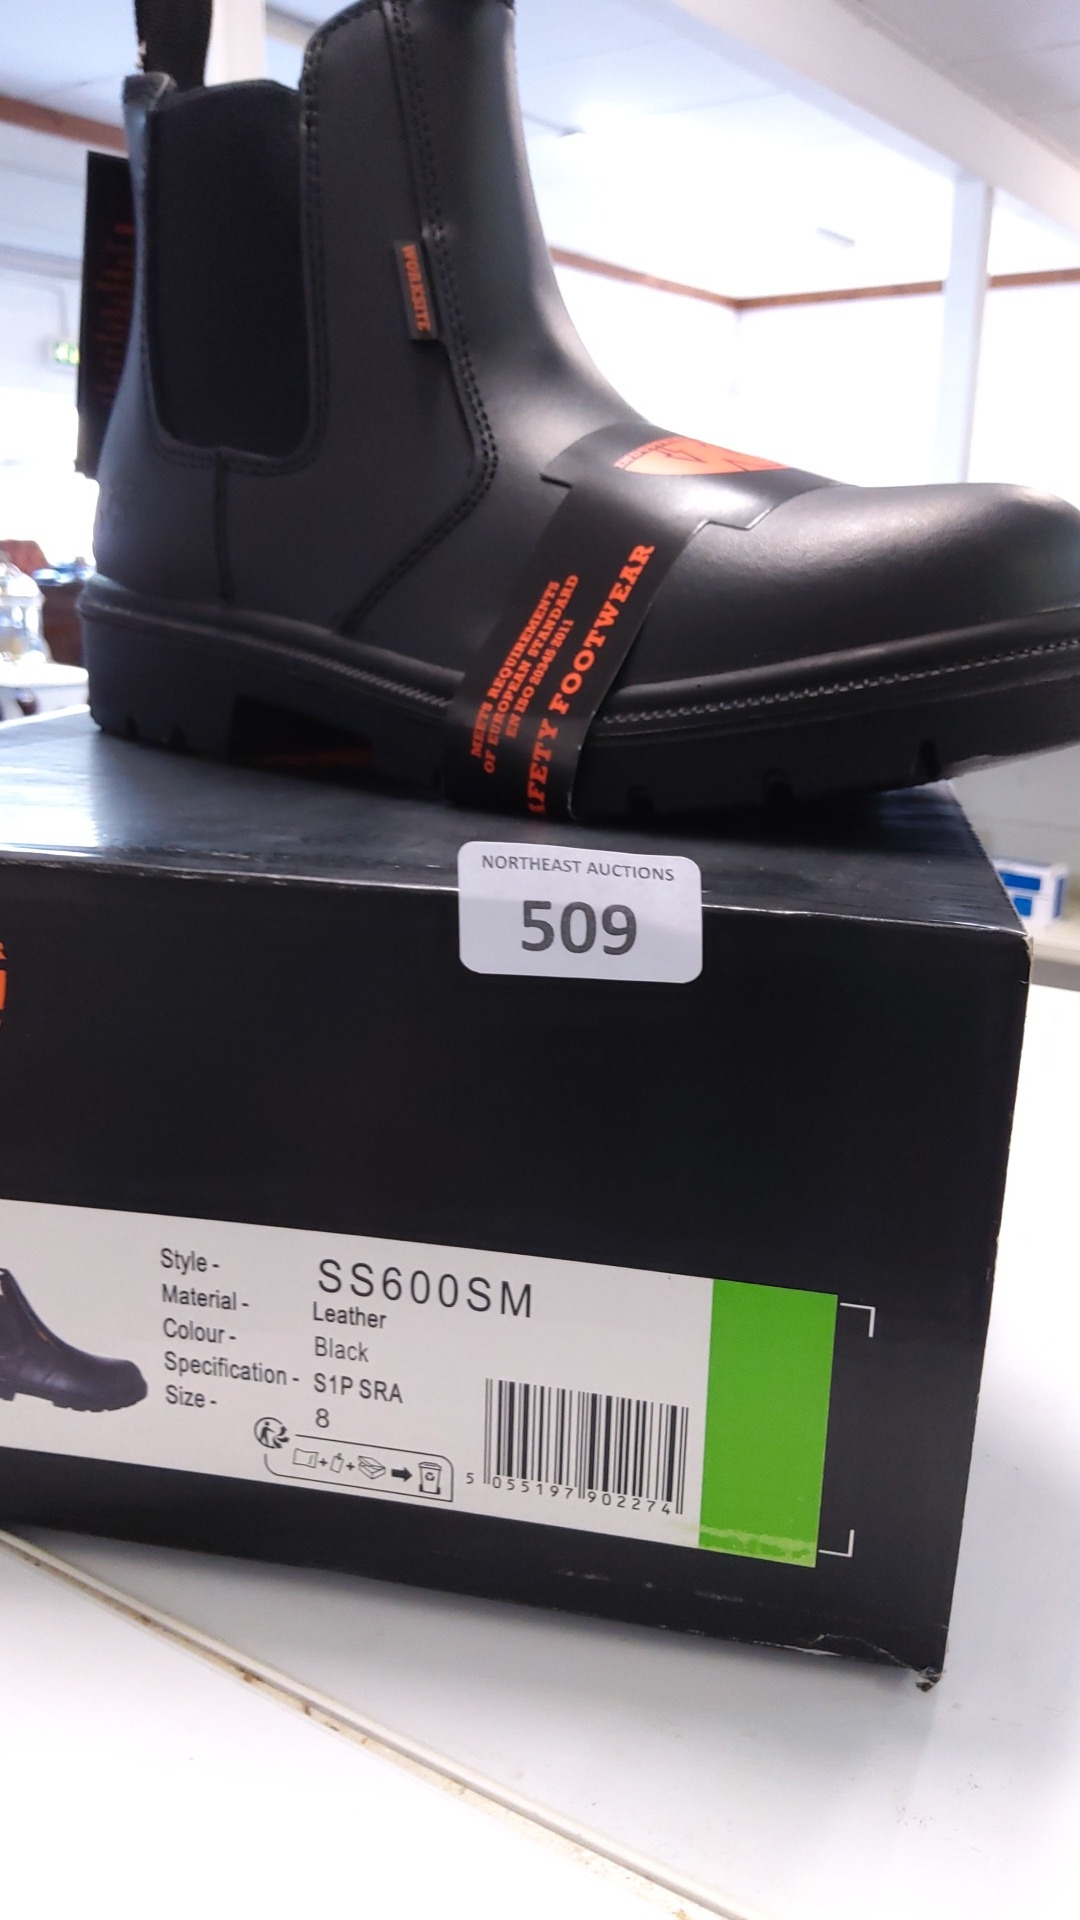 WORKSITE
MEETS REQUIREMENTS
OF EUROPEAN STANDARD
EN ISO 20345-2011
FETY FOOTWEAR
NORTHEAST AUCTIONS
509
Style - SS600SM
Material - Leather
Colour - Black
Specification - S1P SRA
Size - 8
5 055197 902274